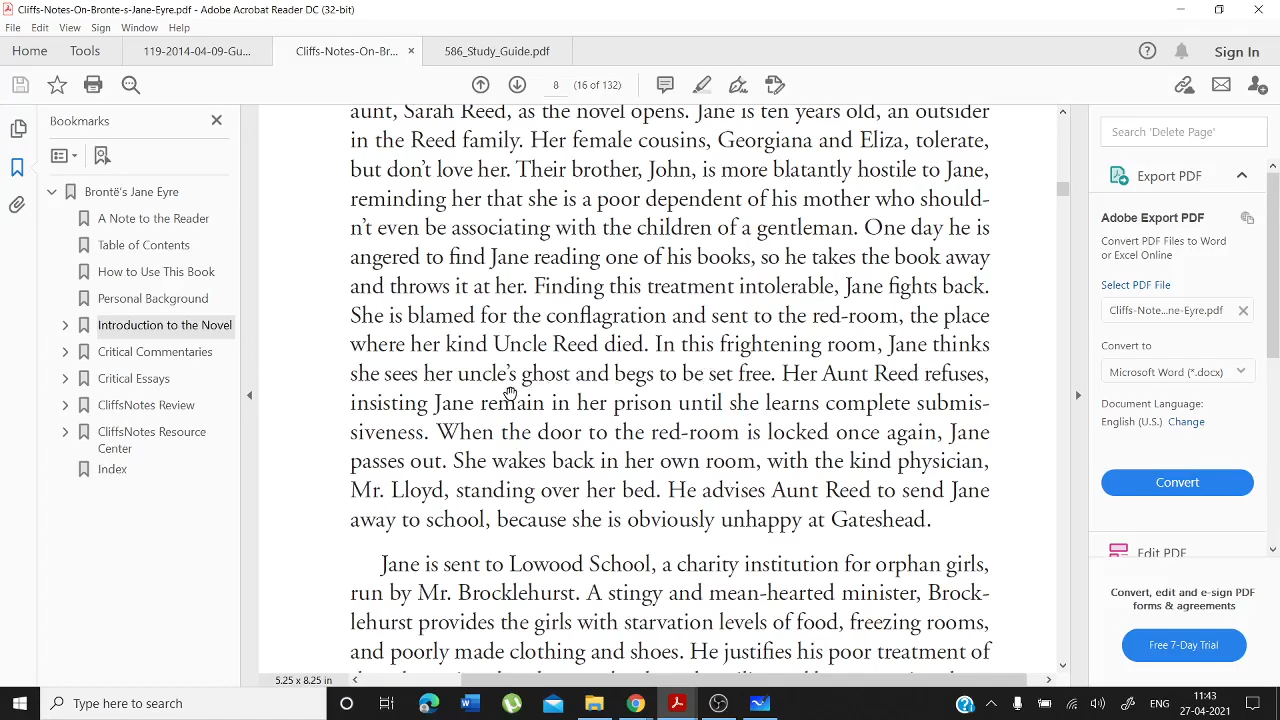 Cliffs-Notes-On-Bronte-s-Jane-Eyre.pdf - Adobe Acrobat Reader DC (32-bit)
File Edit View Sign Window Help
Home Tools 119-2014-04-09-Gu... Cliffs-Notes-On-Br... × 586_Study_Guide.pdf Sign In
8 (16 of 132)
Bookmarks
Brontë's Jane Eyre
A Note to the Reader
Table of Contents
How to Use This Book
Personal Background
Introduction to the Novel
Critical Commentaries
Critical Essays
CliffsNotes Review
CliffsNotes Resource
Center
Index
aunt, Sarah Reed, as the novel opens. Jane is ten years old, an outsider
in the Reed family. Her female cousins, Georgiana and Eliza, tolerate,
but don't love her. Their brother, John, is more blatantly hostile to Jane,
reminding her that she is a poor dependent of his mother who should-
n't even be associating with the children of a gentleman. One day he is
angered to find Jane reading one of his books, so he takes the book away
and throws it at her. Finding this treatment intolerable, Jane fights back.
She is blamed for the conflagration and sent to the red-room, the place
where her kind Uncle Reed died. In this frightening room, Jane thinks
she sees her uncle's ghost and begs to be set free. Her Aunt Reed refuses,
insisting Jane remain in her prison until she learns complete submis-
siveness. When the door to the red-room is locked once again, Jane
passes out. She wakes back in her own room, with the kind physician,
Mr. Lloyd, standing over her bed. He advises Aunt Reed to send Jane
away to school, because she is obviously unhappy at Gateshead.
Jane is sent to Lowood School, a charity institution for orphan girls,
run by Mr. Brocklehurst. A stingy and mean-hearted minister, Brock-
lehurst provides the girls with starvation levels of food, freezing rooms,
and poorly made clothing and shoes. He justifies his poor treatment of
5.25 x 8.25 in
Search 'Delete Page'
Export PDF
Adobe Export PDF
Convert PDF Files to Word
or Excel Online
Select PDF File
Cliffs-Note...ne-Eyre.pdf
Convert to
Microsoft Word (*.docx)
Document Language:
English (U.S.) Change
Convert
Edit PDF
Convert, edit and e-sign PDF
forms & agreements
Free 7-Day Trial
Type here to search
ENG
11:43
27-04-2021